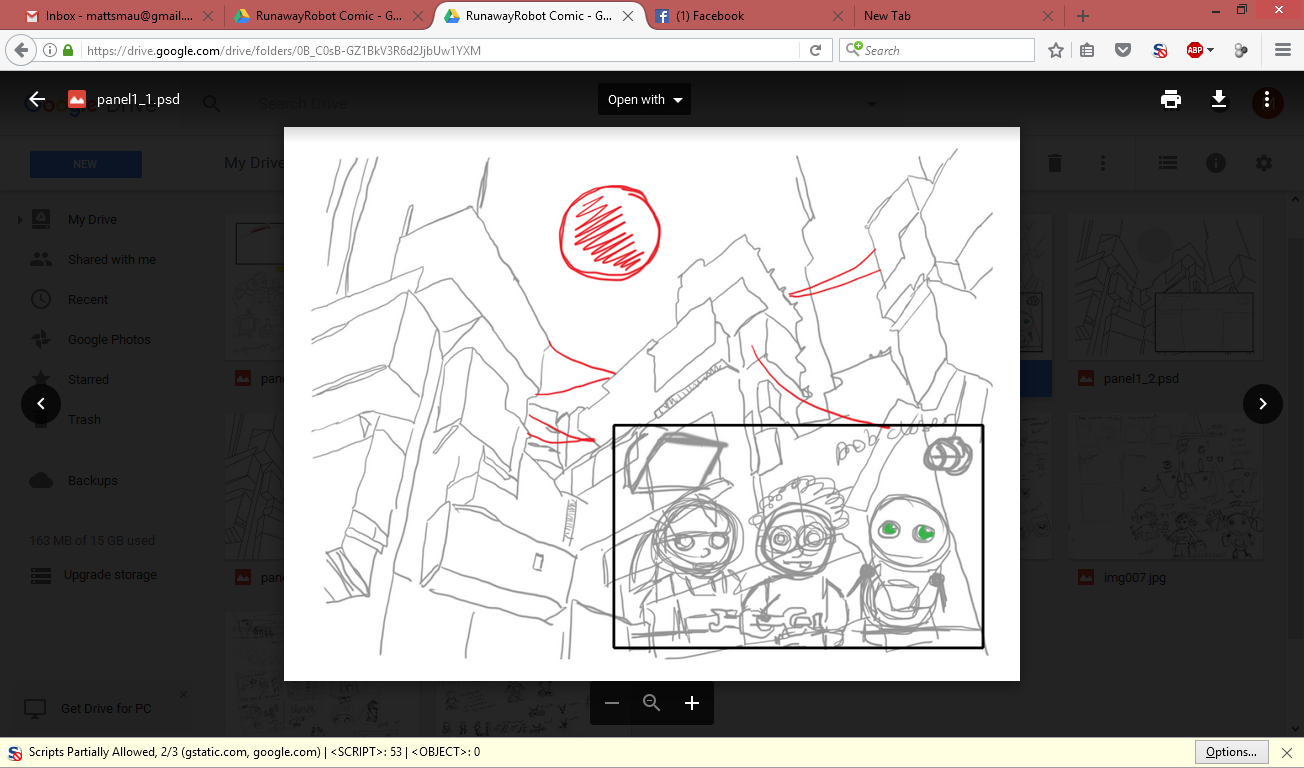 Inbox - mattsmau@gmail....
RunawayRobot Comic - G...
RunawayRobot Comic - G...
(1) Facebook
New Tab
https://drive.google.com/drive/folders/0B_C0sB-GZ1BkV3R6d2JjbUw1YXM
Search
panel1_1.psd
Search Drive
Open with
NEW
My Drive
My Drive
Shared with me
Recent
Google Photos
Starred
Trash
Backups
163 MB of 15 GB used
Upgrade storage
Get Drive for PC
panel1_2.psd
img007.jpg
Scripts Partially Allowed, 2/3 (gstatic.com, google.com) | <SCRIPT>: 53 | <OBJECT>: 0
Options...